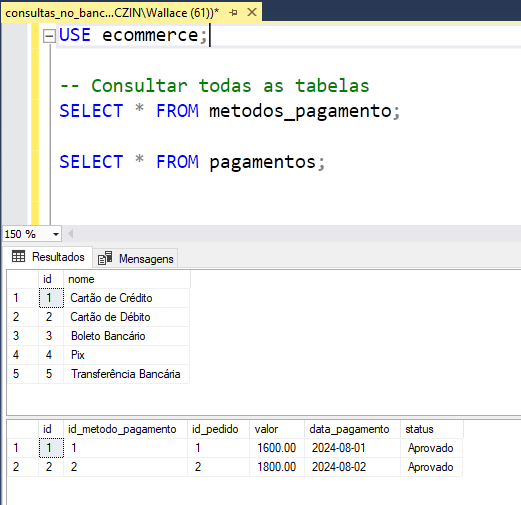 consultas_no_banc...CZIN\Wallace (61))*
USE ecommerce;
-- Consultar todas as tabelas
SELECT * FROM metodos_pagamento;
SELECT * FROM pagamentos;
150 %
Resultados Mensagens
id nome
1 1 Cartão de Crédito
2 2 Cartão de Débito
3 3 Boleto Bancário
4 4 Pix
5 5 Transferência Bancária
id id_metodo_pagamento id_pedido valor data_pagamento status
1 1 1 1 1600.00 2024-08-01 Aprovado
2 2 2 2 1800.00 2024-08-02 Aprovado